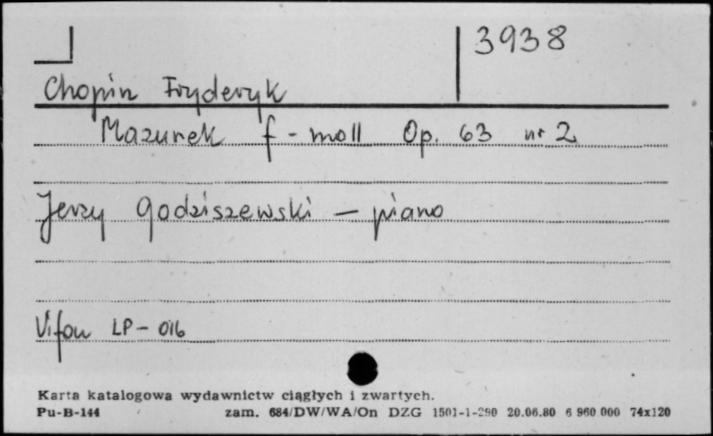 3938
Chopin Fryderyk
Mazurek f-moll Op. 63 nr 2
Jerzy Godziszewski – piano
Vifon LP-016
Karta katalogowa wydawnictw ciągłych i zwartych.
Pu-B-144 zam. 684/DW/WA/On DZG 1501-1-290 20.06.80 6 960 000 74x120